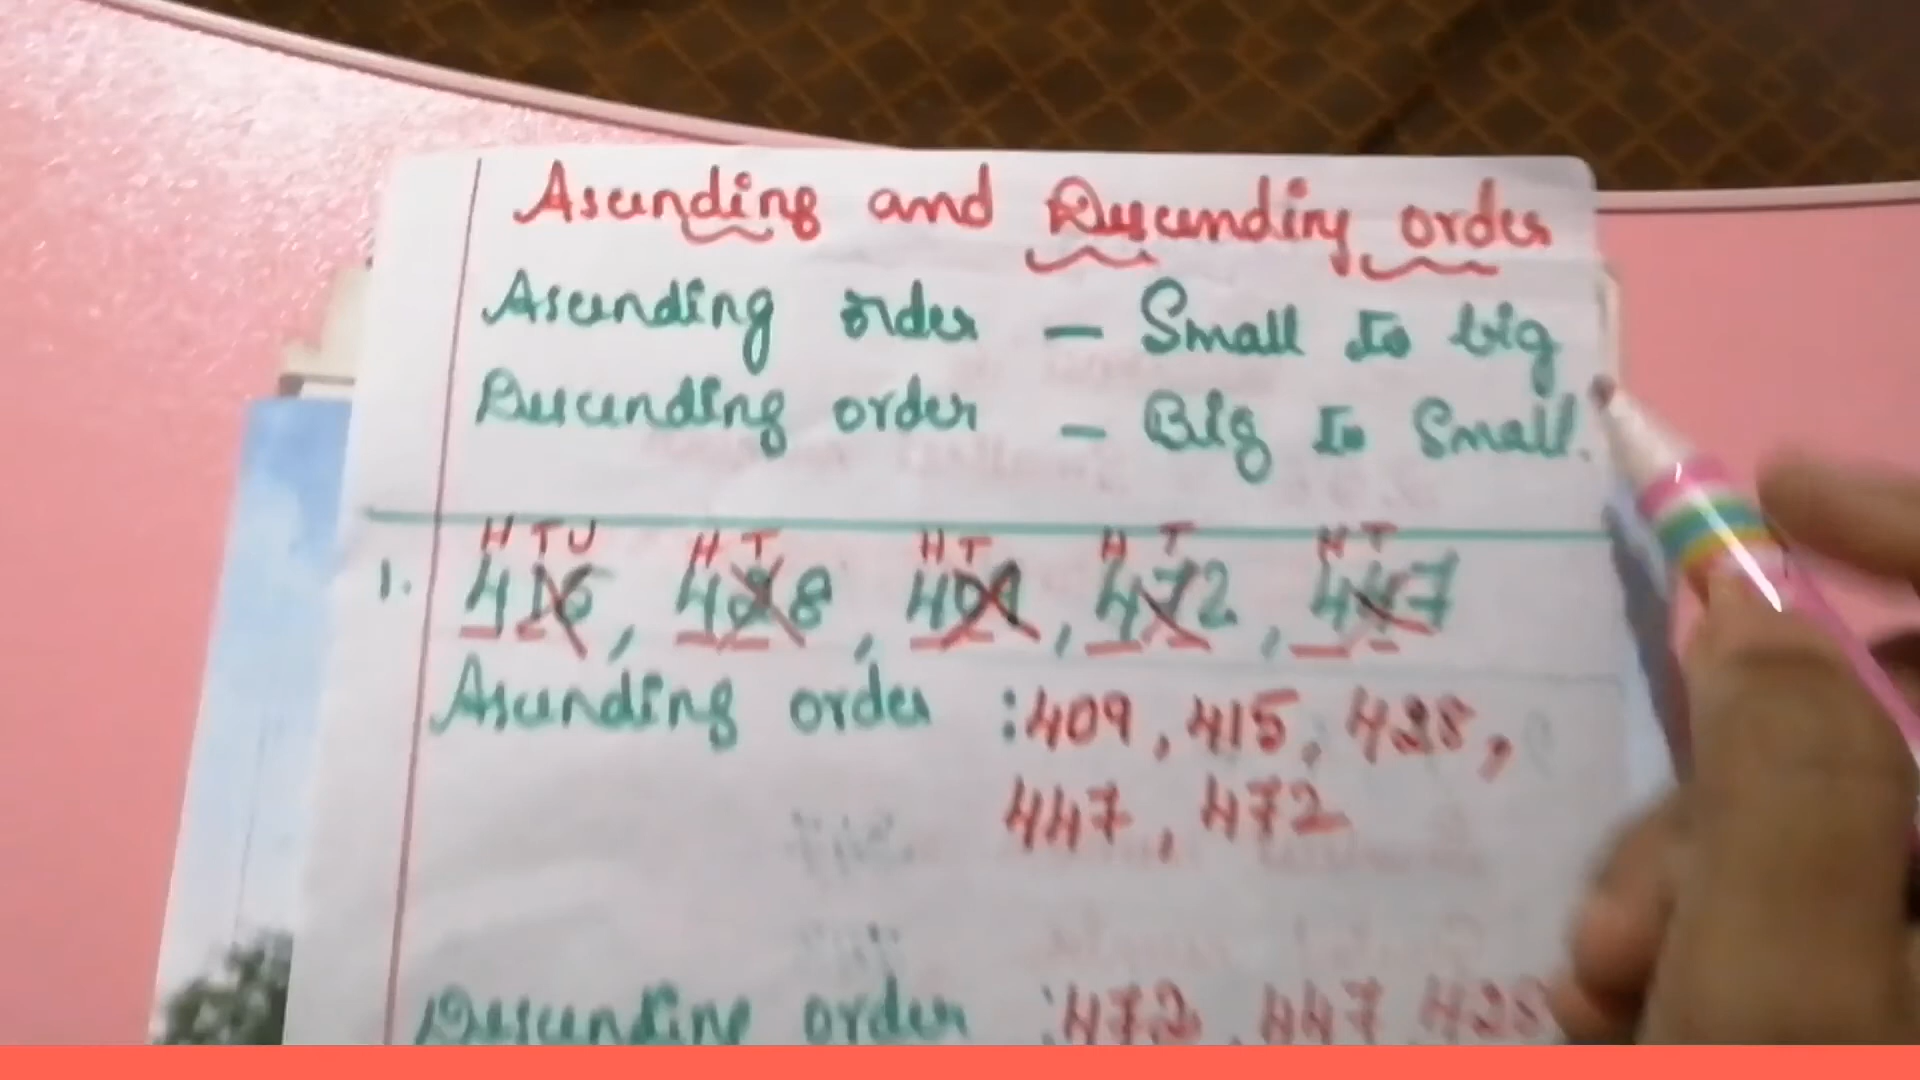 Ascending and Descending order
Ascending order - Small to big
Descending order - Big to Small.
H T U H T H T H T H T
1. 415, 428, 409, 472, 447
Ascending order : 409, 415, 428,
447, 472
Descending order : 472, 447 428